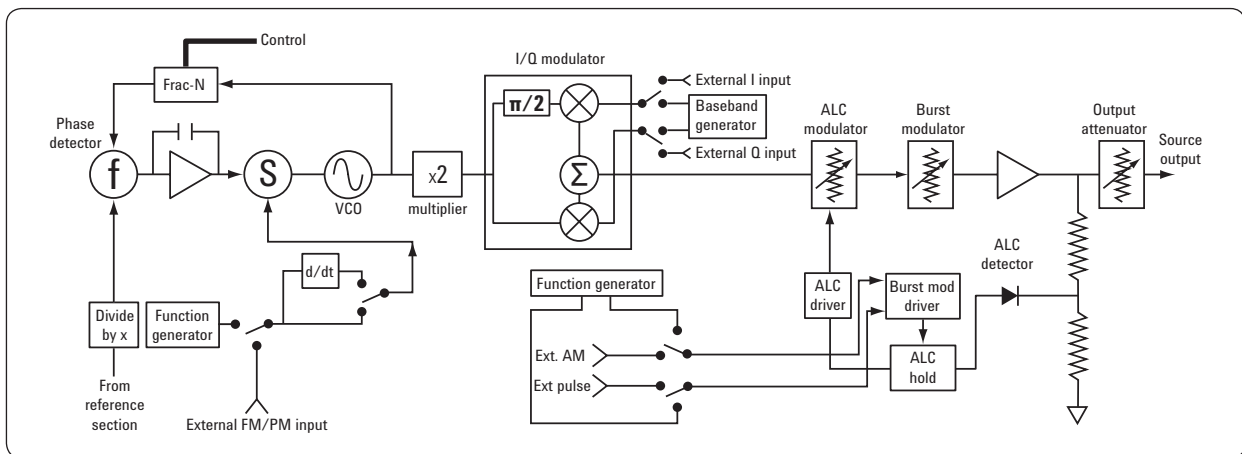 Control
Frac-N
Phase
detector
f
S
VCO
x2
multiplier
I/Q modulator
π/2
Σ
External I input
Baseband
generator
External Q input
ALC
modulator
Burst
modulator
Output
attenuator
Source
output
d/dt
Divide
by x
Function
generator
From
reference
section
External FM/PM input
Function generator
Ext. AM
Ext pulse
ALC
driver
Burst mod
driver
ALC
hold
ALC
detector